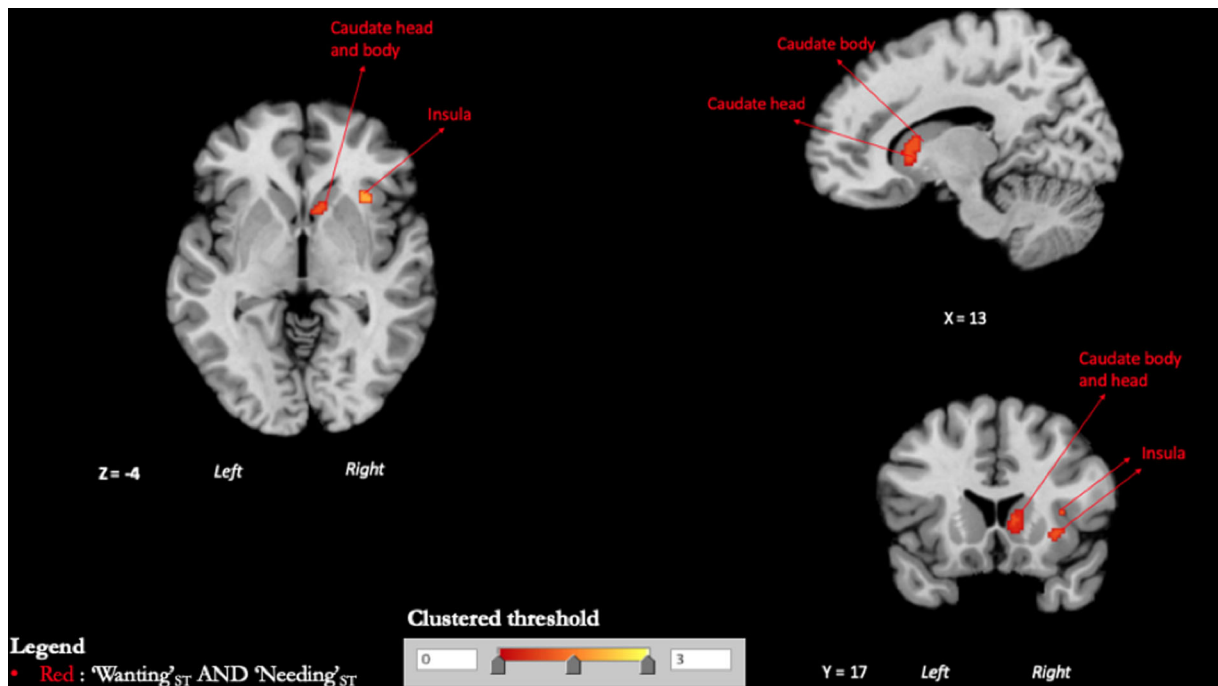 Caudate head
and body
Insula
Z = -4
Left
Right
Caudate body
Caudate head
X = 13
Caudate body
and head
Insula
Y = 17
Left
Right
Legend
• Red : ‘Wanting’ST AND ‘Needing’ST
Clustered threshold
0
3